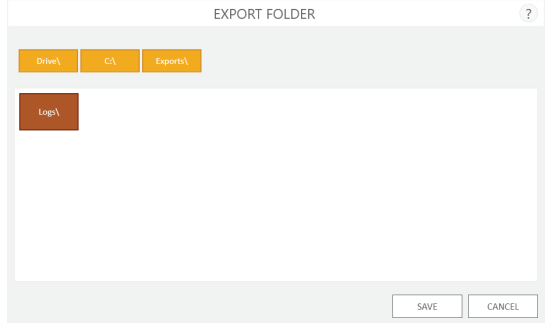 EXPORT FOLDER ?
Drive\ C:\ Exports\
Logs\
SAVE CANCEL